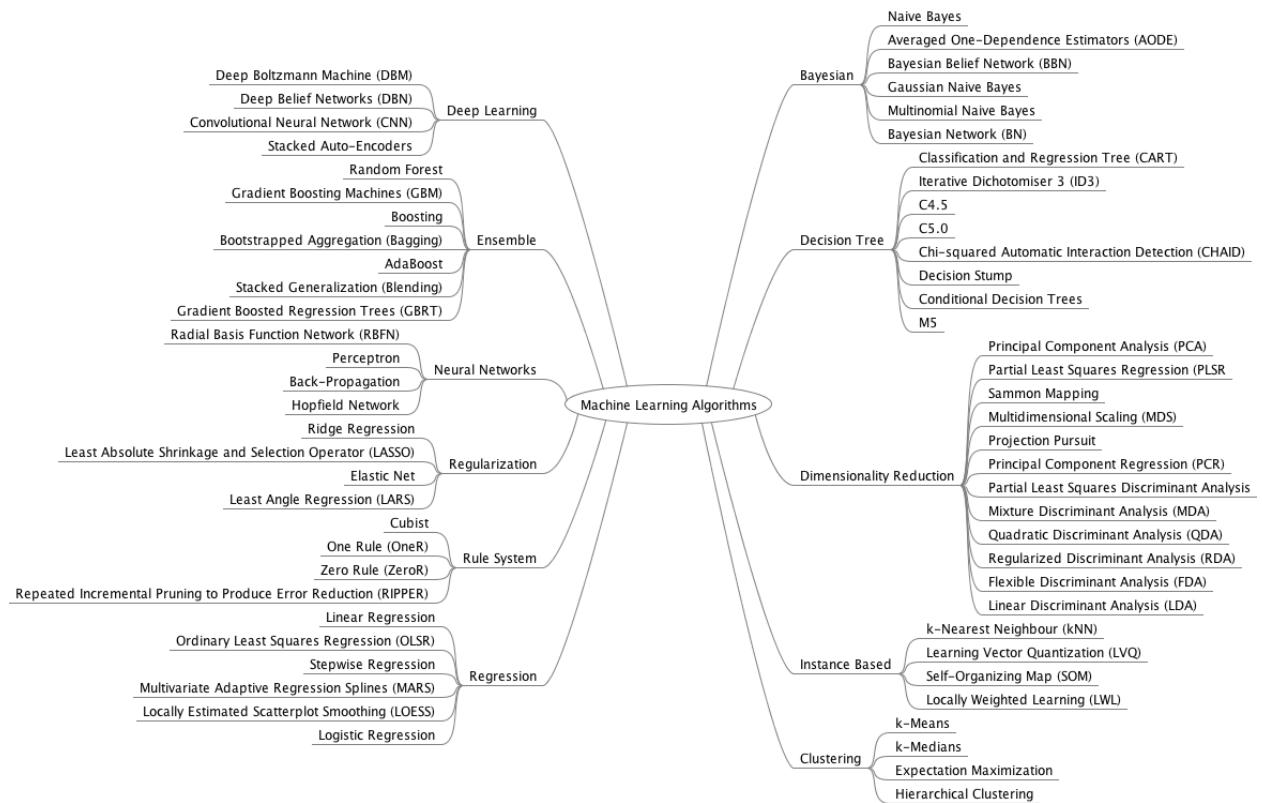 Machine Learning Algorithms
Deep Learning
Deep Boltzmann Machine (DBM)
Deep Belief Networks (DBN)
Convolutional Neural Network (CNN)
Stacked Auto-Encoders
Ensemble
Random Forest
Gradient Boosting Machines (GBM)
Boosting
Bootstrapped Aggregation (Bagging)
AdaBoost
Stacked Generalization (Blending)
Gradient Boosted Regression Trees (GBRT)
Neural Networks
Radial Basis Function Network (RBFN)
Perceptron
Back-Propagation
Hopfield Network
Regularization
Ridge Regression
Least Absolute Shrinkage and Selection Operator (LASSO)
Elastic Net
Least Angle Regression (LARS)
Rule System
Cubist
One Rule (OneR)
Zero Rule (ZeroR)
Repeated Incremental Pruning to Produce Error Reduction (RIPPER)
Regression
Linear Regression
Ordinary Least Squares Regression (OLSR)
Stepwise Regression
Multivariate Adaptive Regression Splines (MARS)
Locally Estimated Scatterplot Smoothing (LOESS)
Logistic Regression
Bayesian
Naive Bayes
Averaged One-Dependence Estimators (AODE)
Bayesian Belief Network (BBN)
Gaussian Naive Bayes
Multinomial Naive Bayes
Bayesian Network (BN)
Decision Tree
Classification and Regression Tree (CART)
Iterative Dichotomiser 3 (ID3)
C4.5
C5.0
Chi-squared Automatic Interaction Detection (CHAID)
Decision Stump
Conditional Decision Trees
M5
Dimensionality Reduction
Principal Component Analysis (PCA)
Partial Least Squares Regression (PLSR
Sammon Mapping
Multidimensional Scaling (MDS)
Projection Pursuit
Principal Component Regression (PCR)
Partial Least Squares Discriminant Analysis
Mixture Discriminant Analysis (MDA)
Quadratic Discriminant Analysis (QDA)
Regularized Discriminant Analysis (RDA)
Flexible Discriminant Analysis (FDA)
Linear Discriminant Analysis (LDA)
Instance Based
k-Nearest Neighbour (kNN)
Learning Vector Quantization (LVQ)
Self-Organizing Map (SOM)
Locally Weighted Learning (LWL)
Clustering
k-Means
k-Medians
Expectation Maximization
Hierarchical Clustering